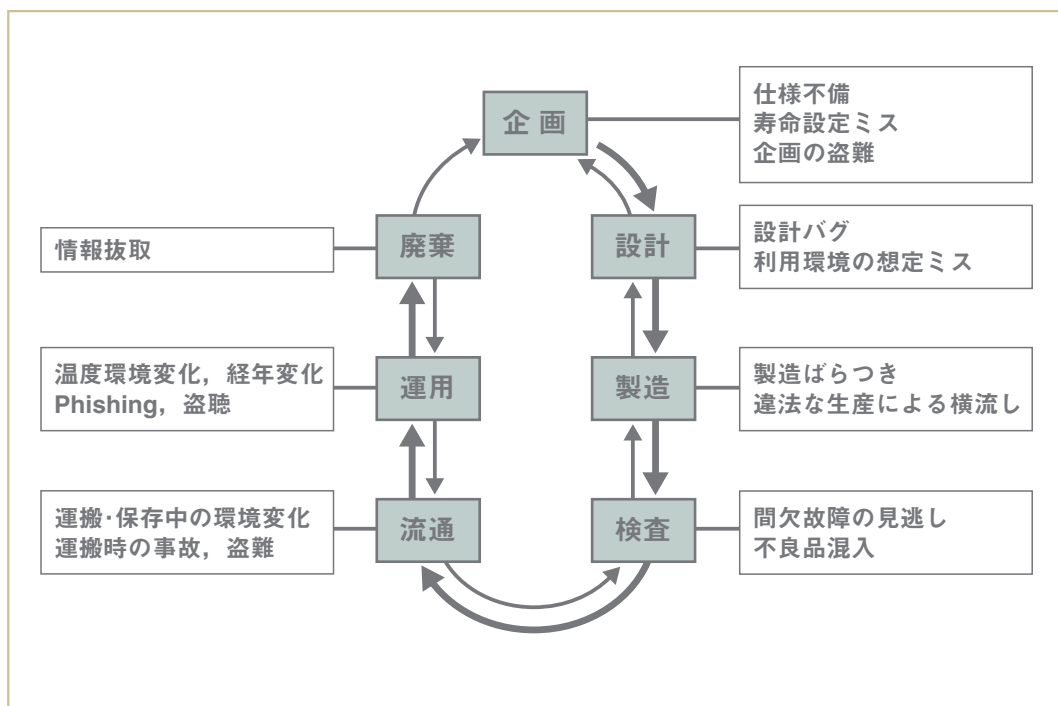 企画
仕様不備
寿命設定ミス
企画の盗難
設計
設計バグ
利用環境の想定ミス
製造
製造ばらつき
違法な生産による横流し
検査
間欠故障の見逃し
不良品混入
流通
運搬・保存中の環境変化
運搬時の事故，盗難
運用
温度環境変化，経年変化
Phishing，盗聴
廃棄
情報抜取